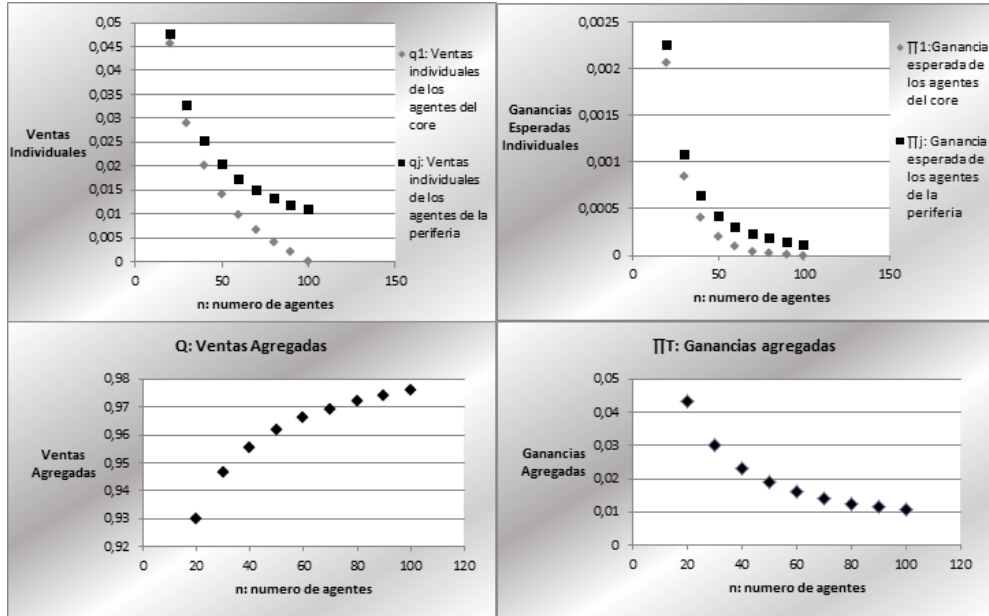 0,05
0,045
0,04
0,035
0,03
0,025
0,02
0,015
0,01
0,005
0
Ventas
Individuales
0
50
100
150
n: numero de agentes
q1: Ventas
individuales
de los
agentes del
core
qj: Ventas
individuales
de los
agentes de la
periferia
0,0025
0,002
0,0015
0,001
0,0005
0
Ganancias
Esperadas
Individuales
0
50
100
150
n: numero de agentes
∏1:Ganancia
esperada de
los agentes
del core
∏j: Ganancia
esperada de
los agentes de
la periferia
Q: Ventas Agregadas
0,98
0,97
0,96
0,95
0,94
0,93
0,92
Ventas
Agregadas
0
20
40
60
80
100
120
n: numero de agentes
∏T: Ganancias agregadas
0,05
0,04
0,03
0,02
0,01
0
Ganancias
Agregadas
0
20
40
60
80
100
120
n: numero de agentes